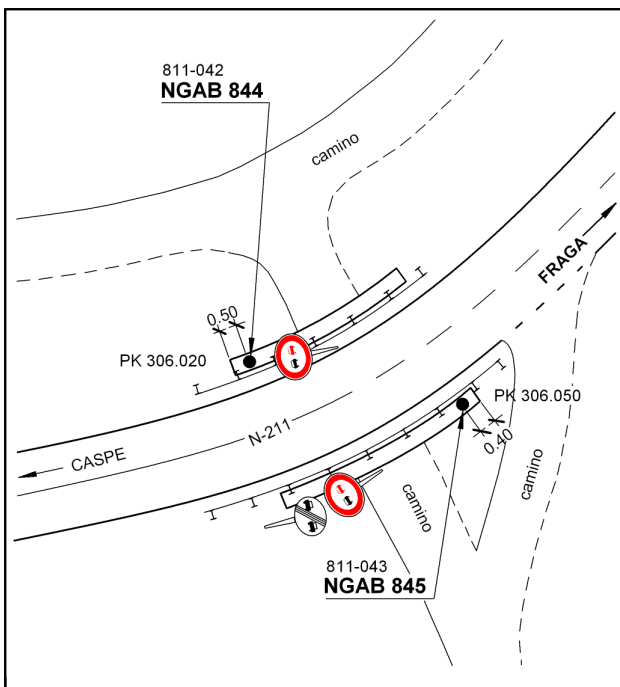 811-042
NGAB 844
camino
FRAGA
0.50
PK 306.020
PK 306.050
N-211
CASPE
0.40
camino
camino
811-043
NGAB 845